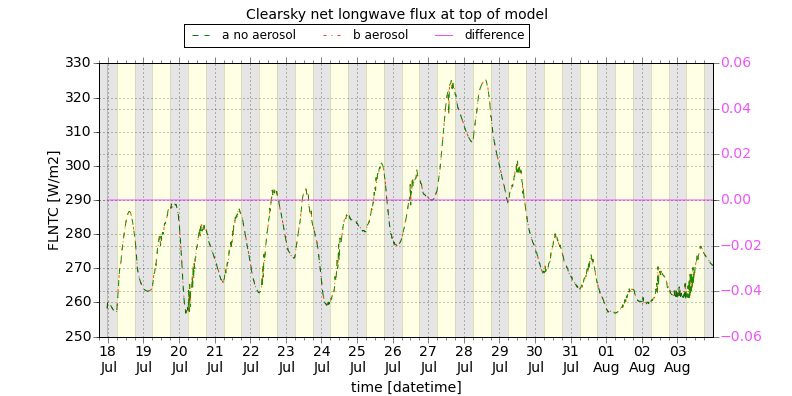 Clearsky net longwave flux at top of model
a no aerosol b aerosol difference
FLNTC [W/m2]
330
320
310
300
290
280
270
260
250
0.06
0.04
0.02
0.00
−0.02
−0.04
−0.06
18 19 20 21 22 23 24 25 26 27 28 29 30 31 01 02 03
Jul Jul Jul Jul Jul Jul Jul Jul Jul Jul Jul Jul Jul Jul Aug Aug Aug
time [datetime]